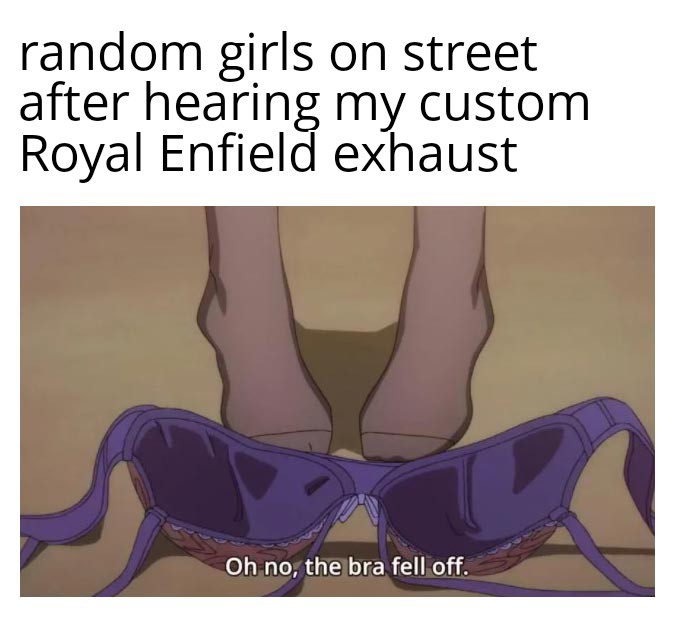 random girls on street
after hearing my custom
Royal Enfield exhaust
Oh no, the bra fell off.